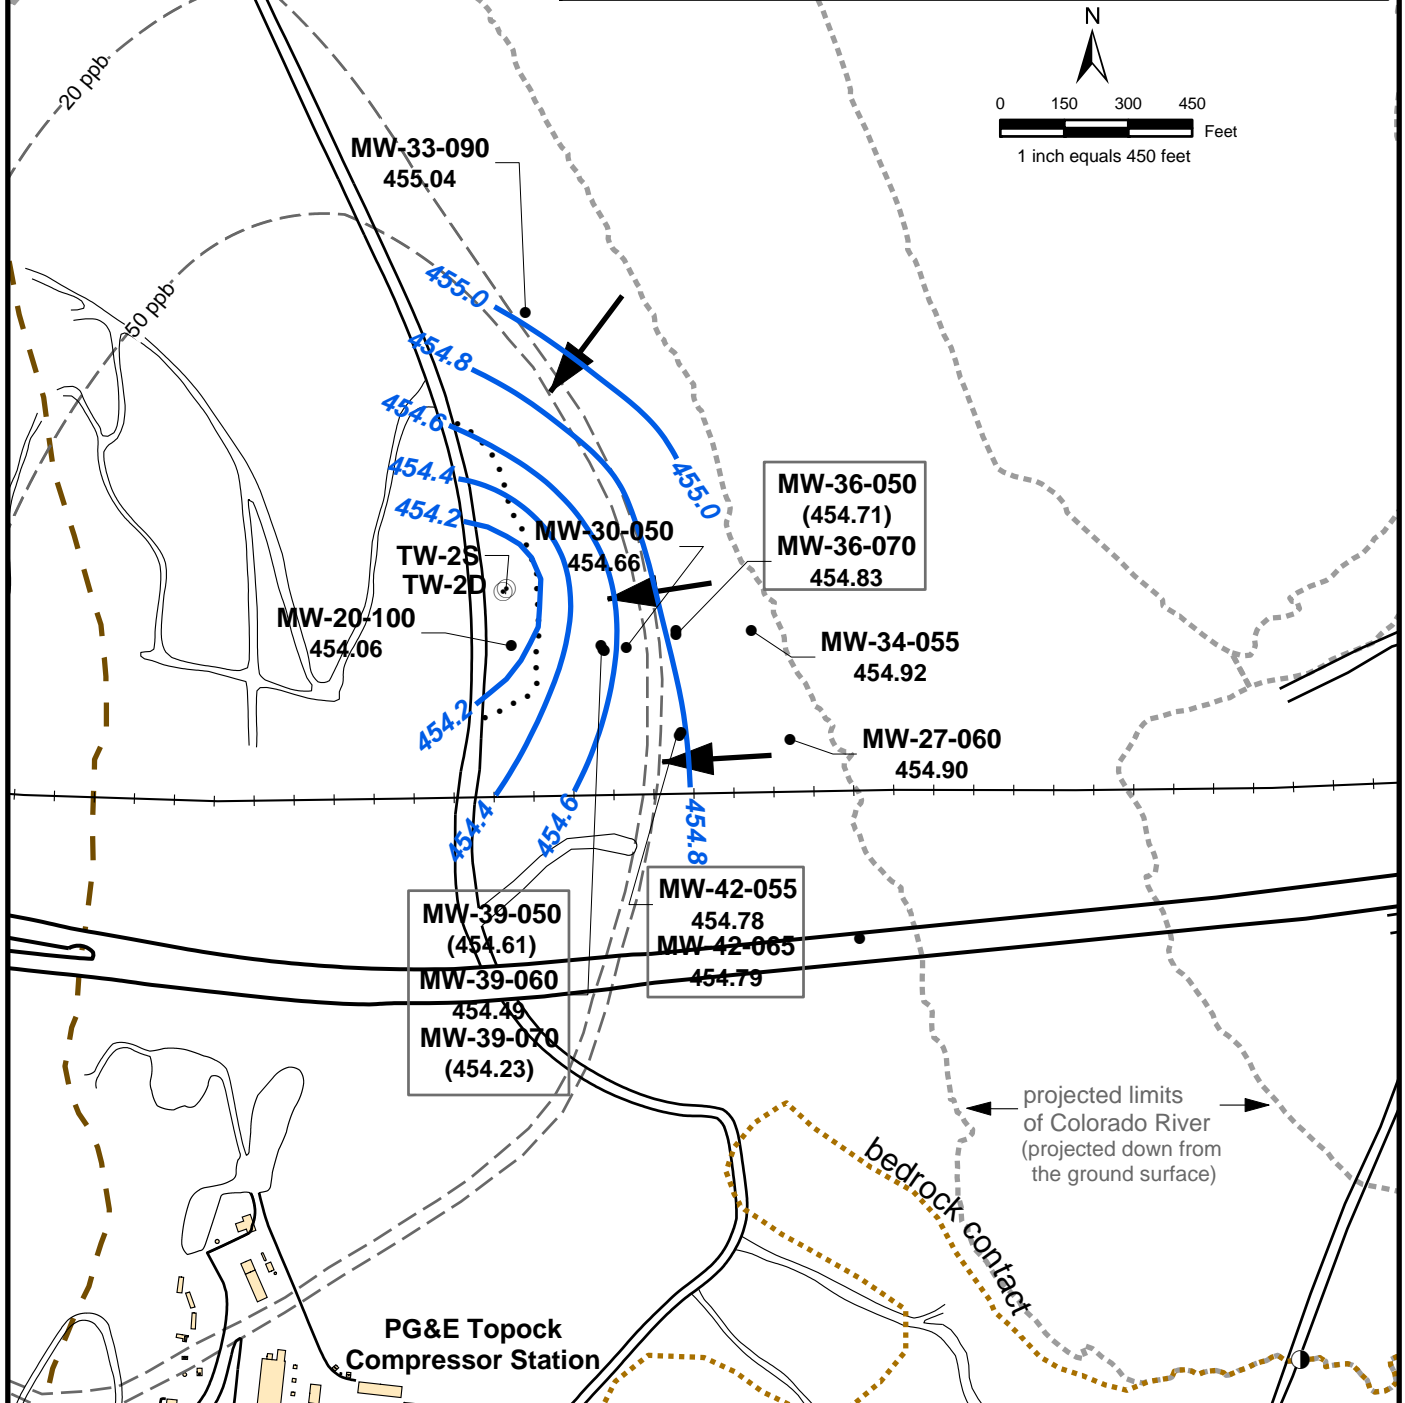 N
0 150 300 450
Feet
1 inch equals 450 feet
20 ppb
MW-33-090
455.04
50 ppb
455.0
454.8
454.6
454.4
454.2
455.0
MW-36-050
(454.71)
MW-36-070
454.83
MW-30-050
454.66
TW-2S
TW-2D
MW-20-100
454.06
MW-34-055
454.92
454.2
MW-27-060
454.90
454.4
454.6
454.8
MW-42-055
454.78
MW-42-065
454.79
MW-39-050
(454.61)
MW-39-060
454.49
MW-39-070
(454.23)
projected limits
of Colorado River
(projected down from
the ground surface)
bedrock contact
PG&E Topock
Compressor Station